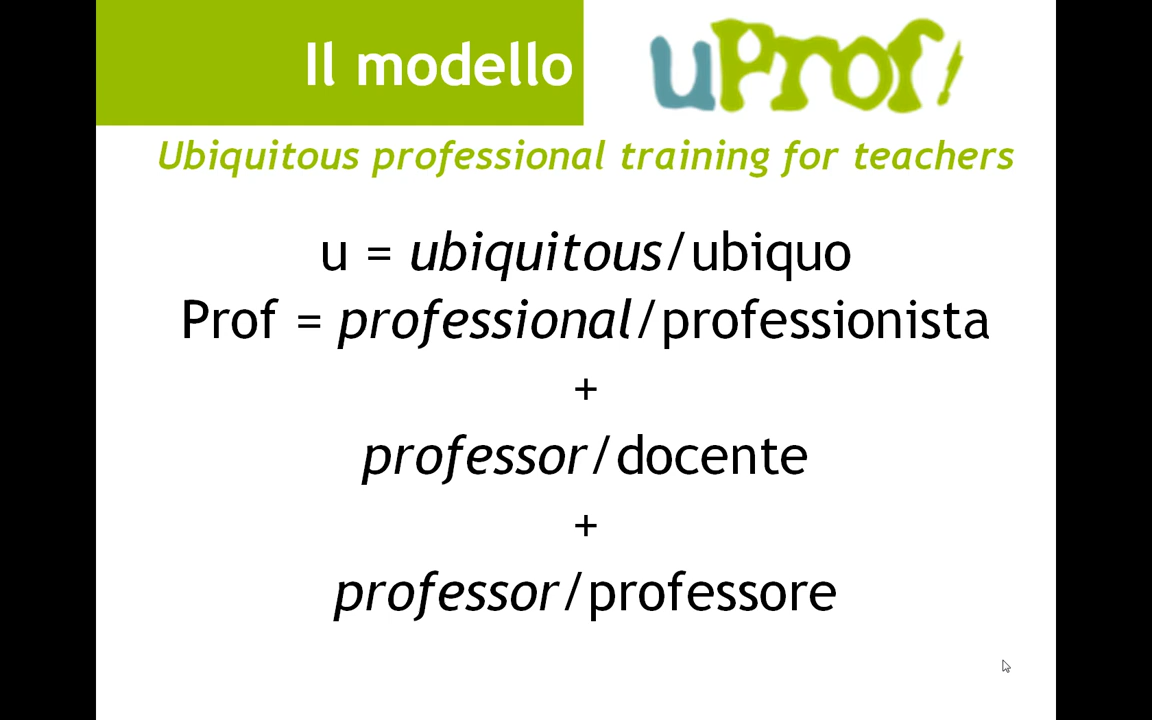 Il modello
uProf!
Ubiquitous professional training for teachers
u = ubiquitous/ubiquo
Prof = professional/professionista
+
professor/docente
+
professor/professore